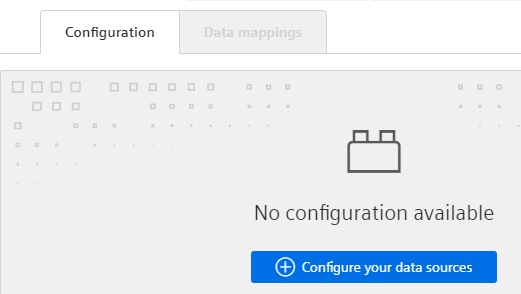 Configuration
Data mappings
No configuration available
Configure your data sources